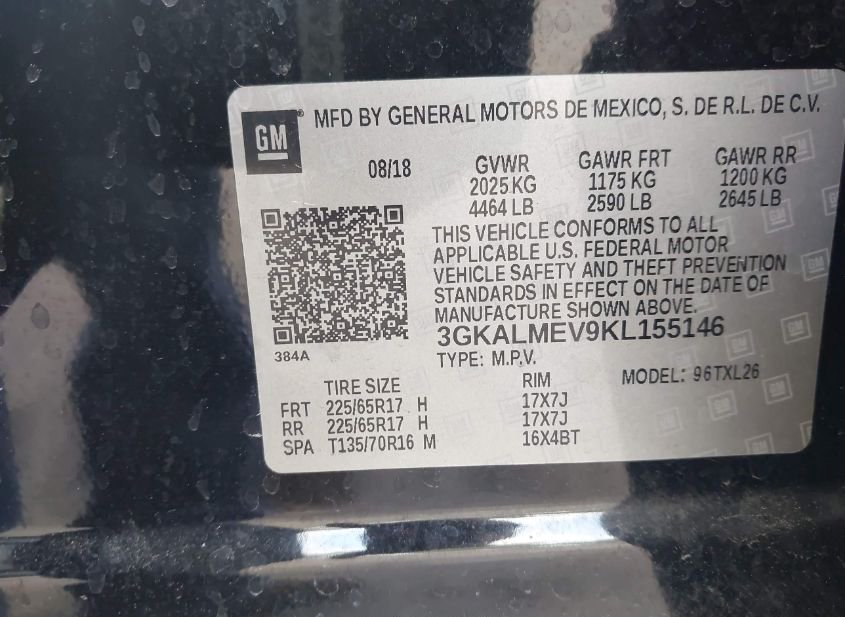 GM® MFD BY GENERAL MOTORS DE MEXICO, S. DE R.L. DE C.V.
08/18 GVWR GAWR FRT GAWR RR
2025 KG 1175 KG 1200 KG
4464 LB 2590 LB 2645 LB
THIS VEHICLE CONFORMS TO ALL
APPLICABLE U.S. FEDERAL MOTOR
VEHICLE SAFETY AND THEFT PREVENTION
STANDARDS IN EFFECT ON THE DATE OF
MANUFACTURE SHOWN ABOVE.
3GKALMEV9KL155146
384A
TYPE: M.P.V. MODEL: 96TXL26
TIRE SIZE RIM
FRT 225/65R17 H 17X7J
RR 225/65R17 H 17X7J
SPA T135/70R16 M 16X4BT